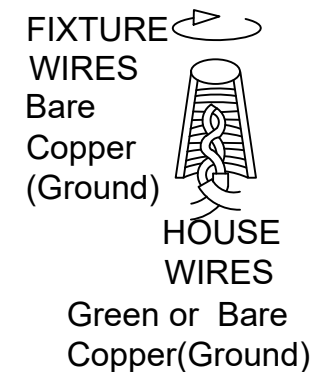 FIXTURE
WIRES
Bare
Copper
(Ground)
HOUSE
WIRES
Green or Bare
Copper(Ground)